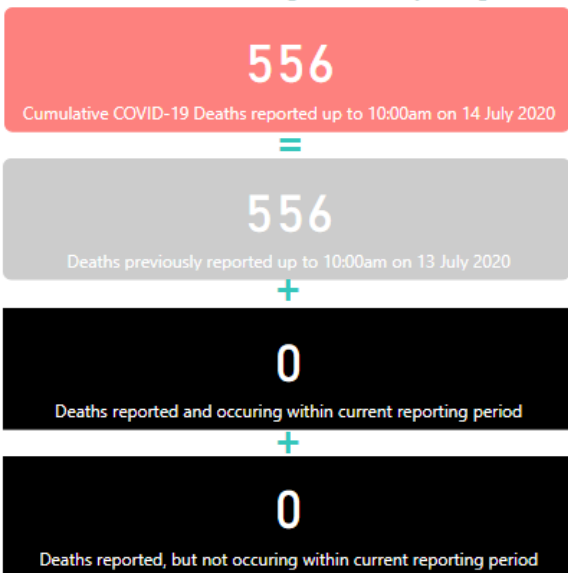 556
Cumulative COVID-19 Deaths reported up to 10:00am on 14 July 2020
=
556
Deaths previously reported up to 10:00am on 13 July 2020
+
0
Deaths reported and occuring within current reporting period
+
0
Deaths reported, but not occuring within current reporting period